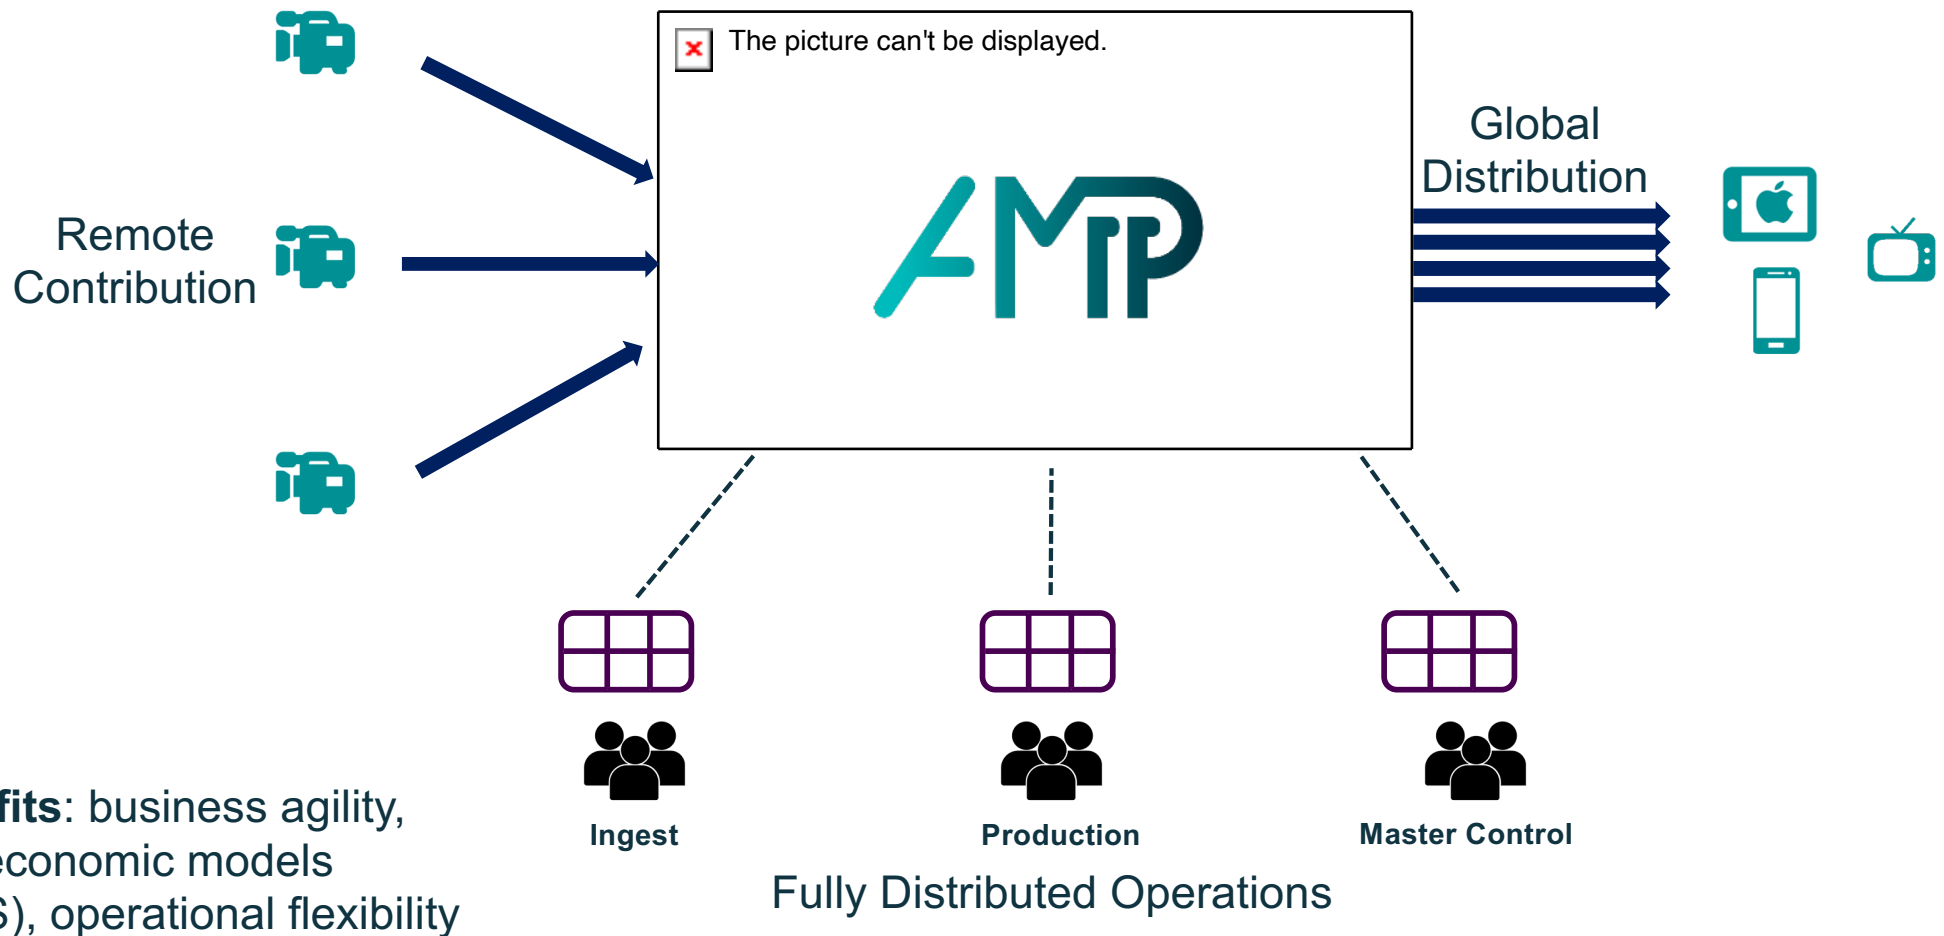 The picture can't be displayed.
AMPP
Global
Distribution
Remote
Contribution
Ingest
Production
Master Control
Fully Distributed Operations
fits: business agility,
economic models
S), operational flexibility